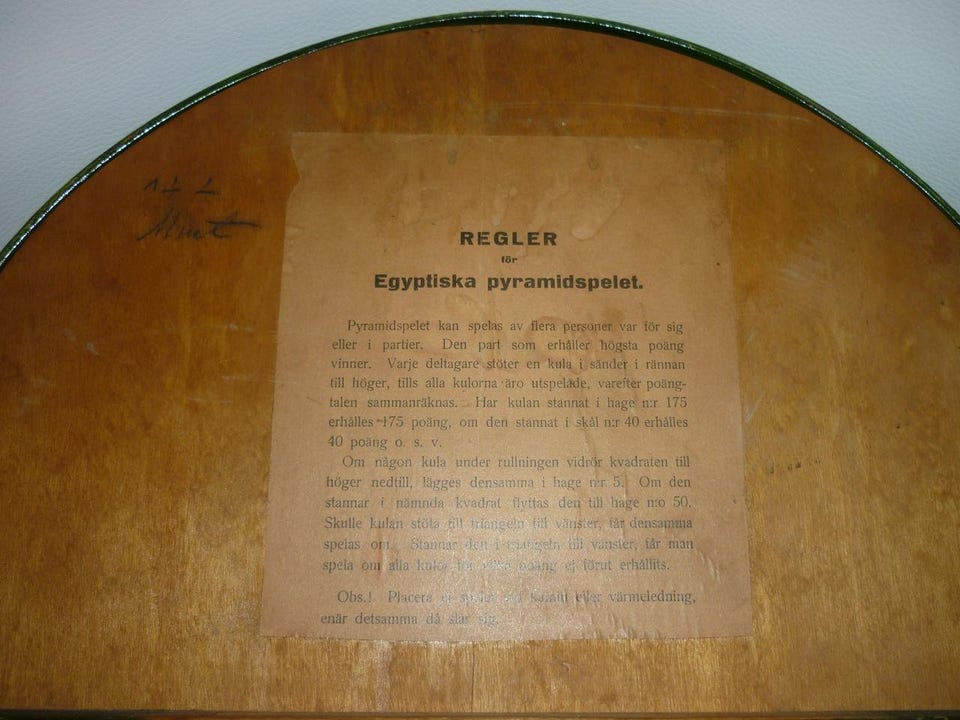 REGLER
för
Egyptiska pyramidspelet.
Pyramidspelet kan spelas av flera personer var för sig
eller i partier. Den part som erhåller högsta poäng
vinner. Varje deltagare stöter en kula i sänder i rännan
till höger, tills alla kulorna äro utspelade, varefter poäng-
talen sammanräknas. Har kulan stannat i hage n:r 175
erhålles 175 poäng, om den stannat i skål n:r 40 erhålles
40 poäng o. s. v.
Om någon kula under rullningen vidrör kvadraten till
höger nedtill, lägges densamma i hage n:r 5. Om den
stannar i nämnda kvadrat flyttas den till hage n:o 50.
Skulle kulan stöta till triangeln till vänster, får densamma
spelas om. Stannar den i triangeln till vänster, får man
spela om alla kulor för vilka poäng ej förut erhållits.
Obs.! Placera ej spelet kamin eller värmeledning,
enär detsamma då slår sig.